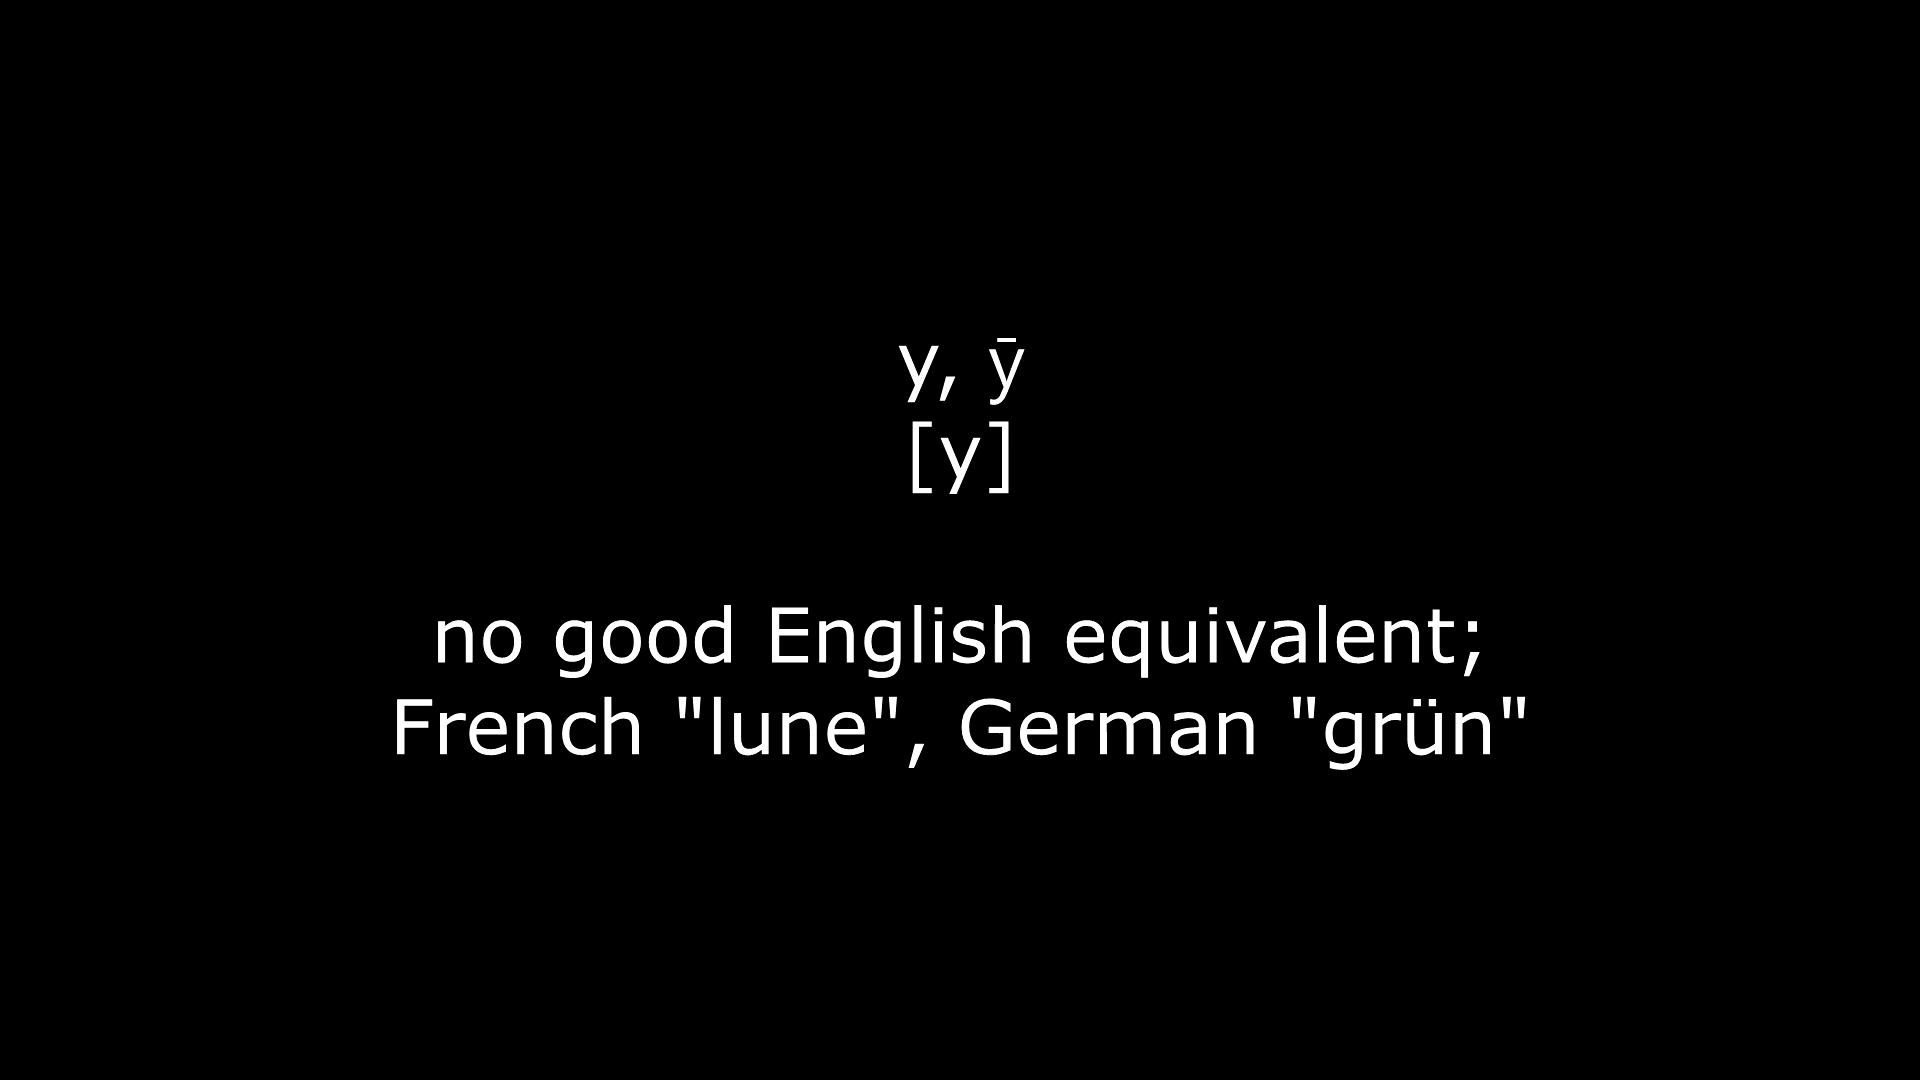 y, ȳ
[y]
no good English equivalent;
French "lune", German "grün"